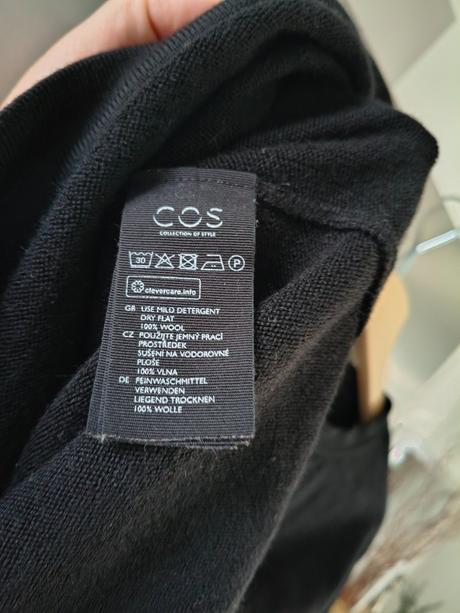 COS
COLLECTION OF STYLE
30 P
clevercare.info
GB USE MILD DETERGENT
DRY FLAT
100% WOOL
CZ POUŽIJTE JEMNÝ PRACÍ
PROSTŘEDEK
SUŠENÍ NA VODOROVNÉ
PLOŠE
100% VLNA
DE FEINWASCHMITTEL
VERWENDEN
LIEGEND TROCKNEN
100% WOLLE